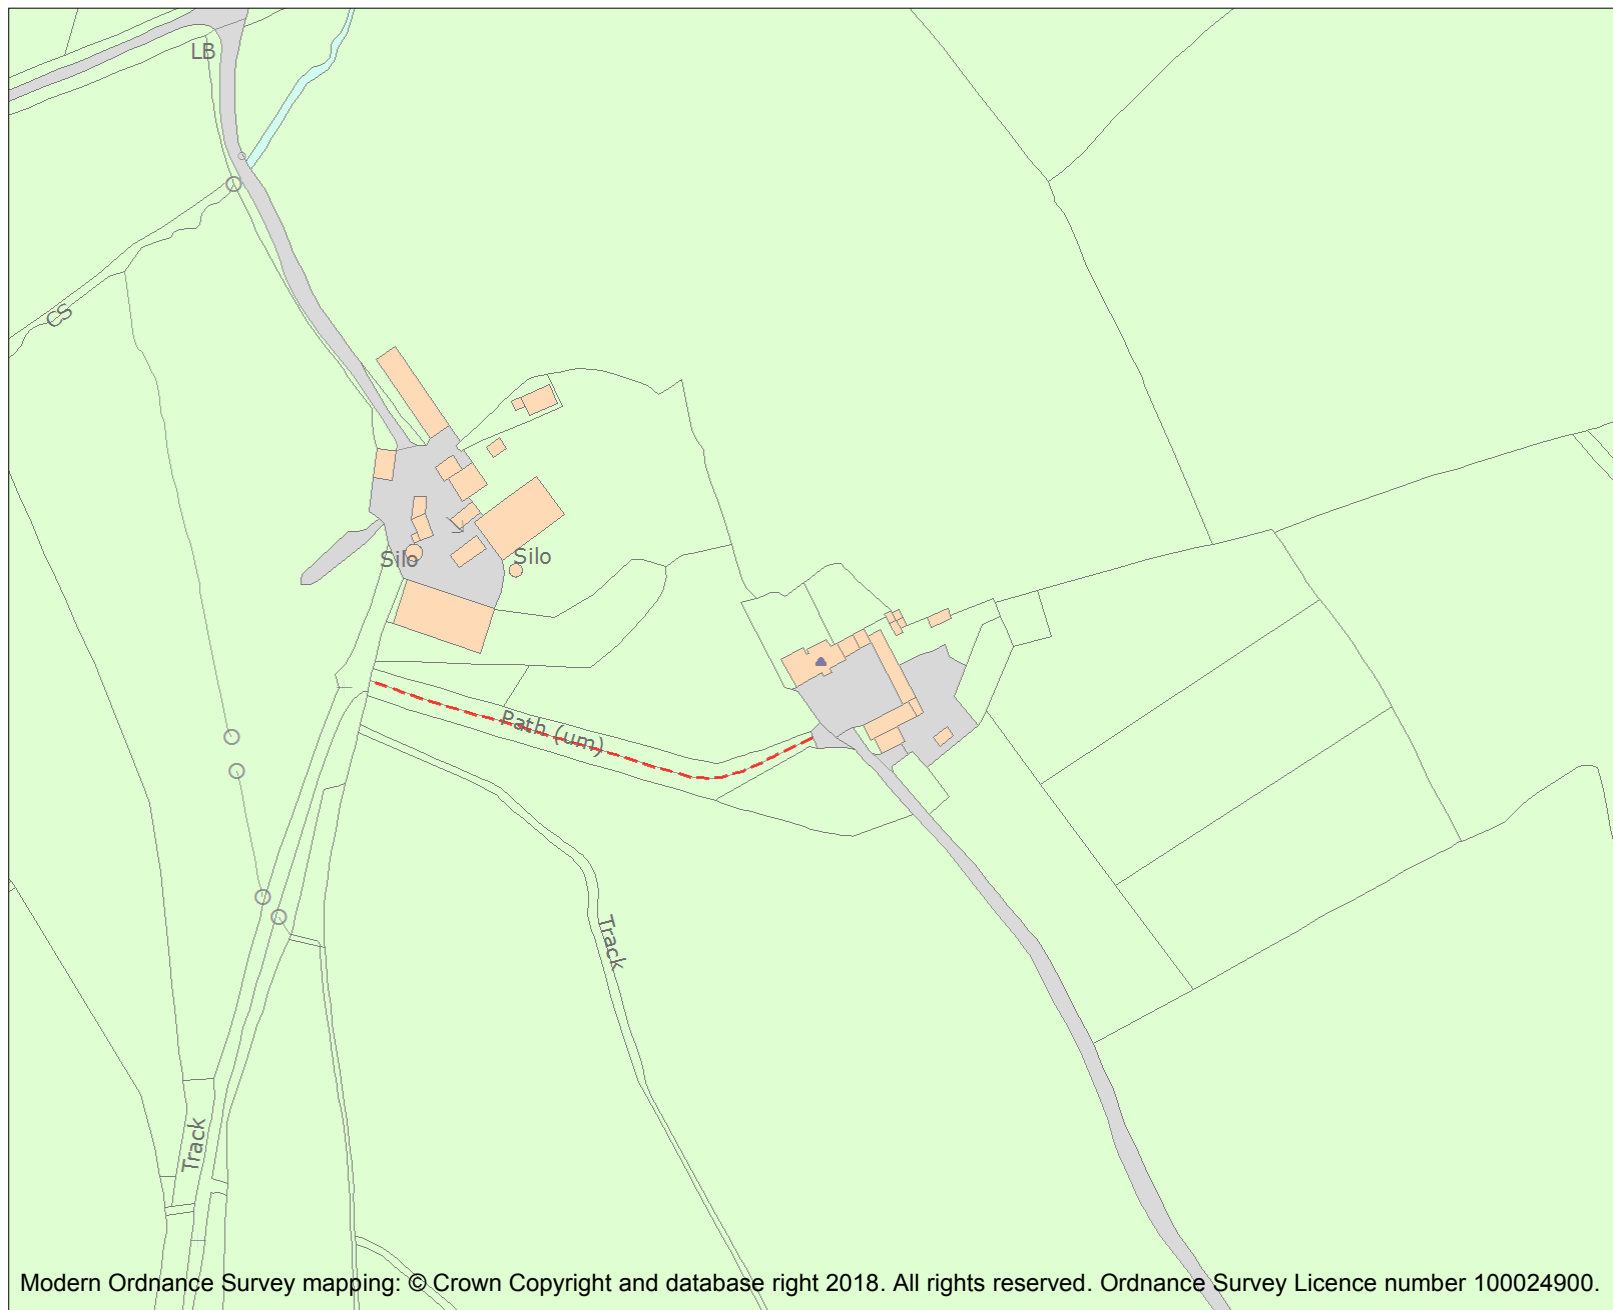 LB
CS
Silo
Silo
Path (um)
Track
Track
Modern Ordnance Survey mapping: © Crown Copyright and database right 2018. All rights reserved. Ordnance Survey Licence number 100024900.